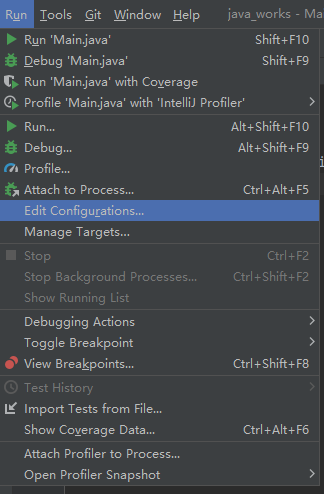 Run Tools Git Window Help java_works - Main.java
Run 'Main.java' Shift+F10
Debug 'Main.java' Shift+F9
Run 'Main.java' with Coverage
Profile 'Main.java' with 'IntelliJ Profiler'
Run... Alt+Shift+F10
Debug... Alt+Shift+F9
Profile...
Attach to Process... Ctrl+Alt+F5
Edit Configurations...
Manage Targets...
Stop Ctrl+F2
Stop Background Processes... Ctrl+Shift+F2
Show Running List
Debugging Actions
Toggle Breakpoint
View Breakpoints... Ctrl+Shift+F8
Test History
Import Tests from File...
Show Coverage Data... Ctrl+Alt+F6
Attach Profiler to Process...
Open Profiler Snapshot